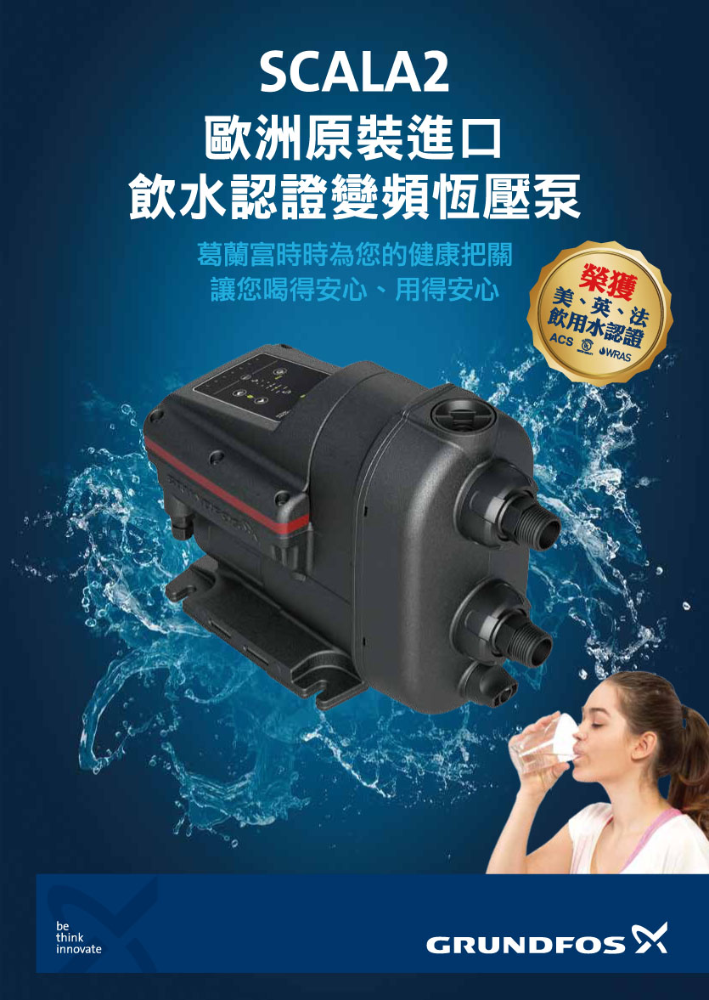 SCALA2
歐洲原裝進口
飲水認證變頻恆壓泵
葛蘭富時時為您的健康把關
讓您喝得安心、用得安心
榮獲
美、英、法
飲用水認證
ACS WRAS
GRUNDFOS
be
think
innovate
GRUNDFOS